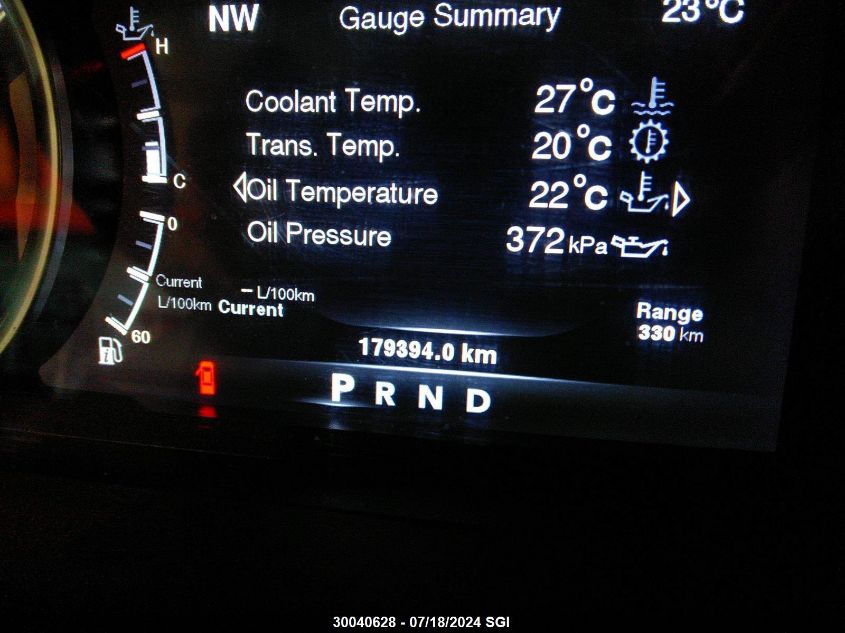 NW Gauge Summary 23°C
H
Coolant Temp. 27°C
Trans. Temp. 20°C
C
Oil Temperature 22°C
0
Oil Pressure 372 kPa
Current
L/100km
– L/100km
Current
Range
330 km
60
179394.0 km
P R N D
30040628 - 07/18/2024 SGI